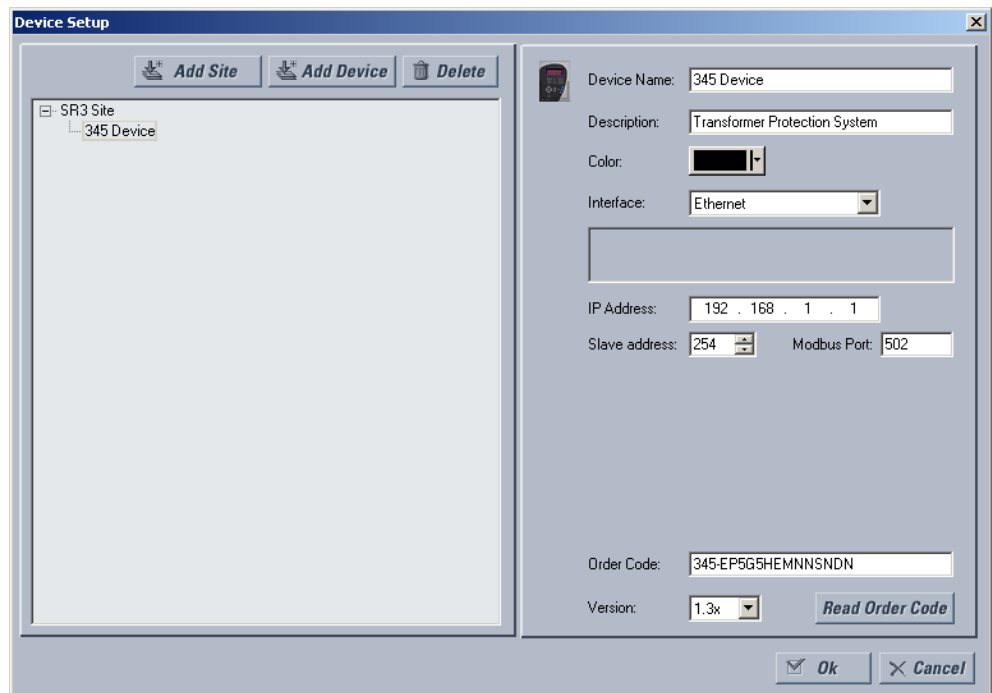 Device Setup
Add Site Add Device Delete
SR3 Site
345 Device
Device Name: 345 Device
Description: Transformer Protection System
Color:
Interface: Ethernet
IP Address: 192 . 168 . 1 . 1
Slave address: 254 Modbus Port: 502
Order Code: 345-EP5G5HEMNNSNDN
Version: 1.3x Read Order Code
Ok Cancel